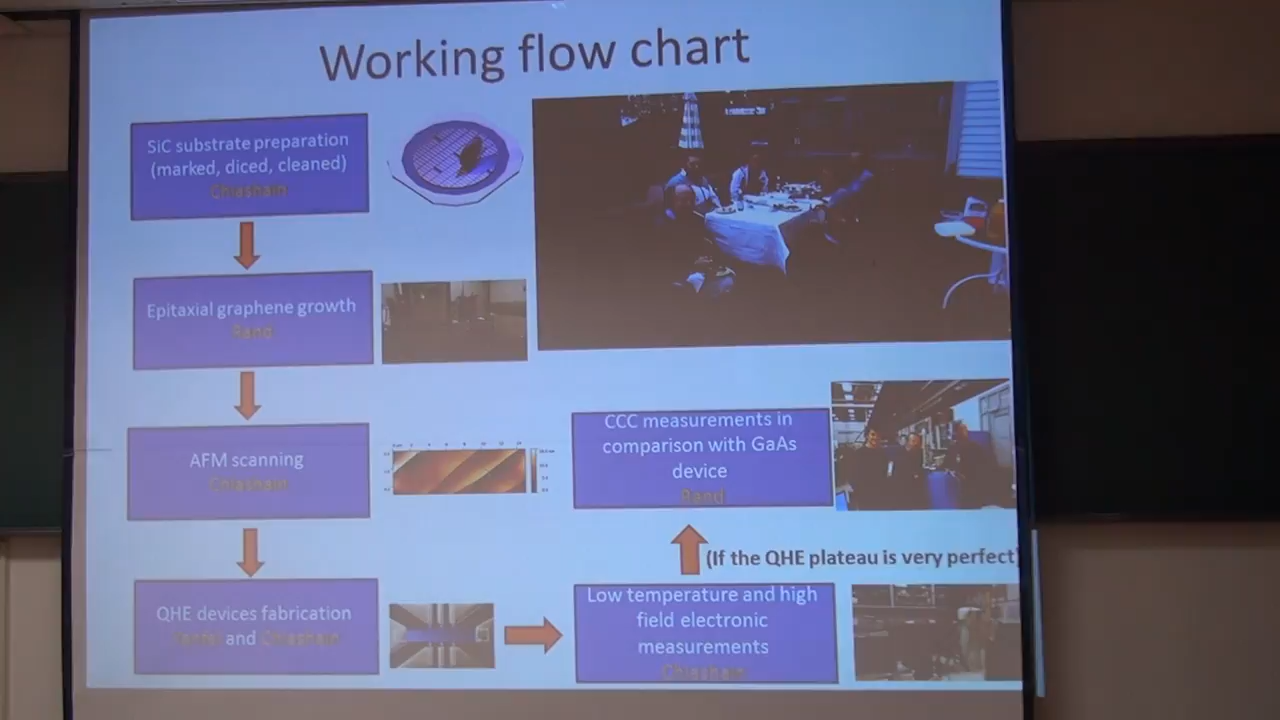 Working flow chart
SiC substrate preparation
(marked, diced, cleaned)
Chiashain
Epitaxial graphene growth
Rand
AFM scanning
Chiashain
QHE devices fabrication
and Chiashain
Low temperature and high
field electronic
measurements
Chiashain
(If the QHE plateau is very perfect)
CCC measurements in
comparison with GaAs
device
Rand